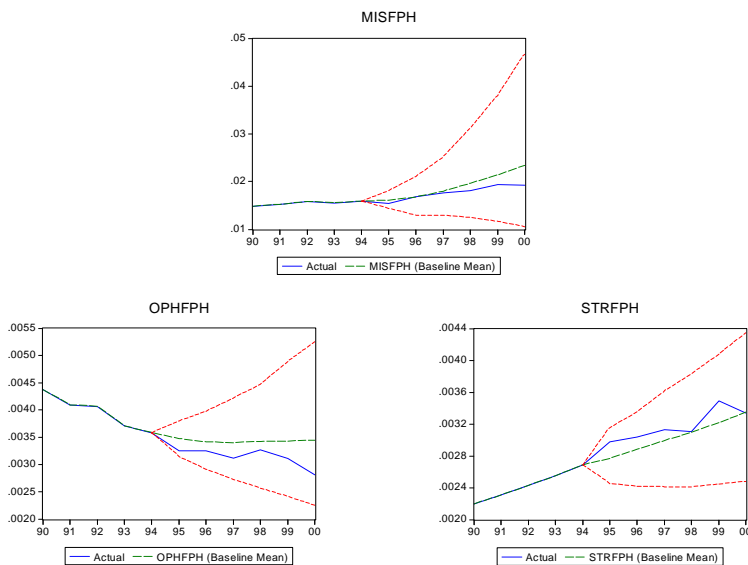 MISFPH
.05
.04
.03
.02
.01
90 91 92 93 94 95 96 97 98 99 00
Actual MISFPH (Baseline Mean)
OPHFPH
.0055
.0050
.0045
.0040
.0035
.0030
.0025
.0020
90 91 92 93 94 95 96 97 98 99 00
Actual OPHFPH (Baseline Mean)
STRFPH
.0044
.0040
.0036
.0032
.0028
.0024
.0020
90 91 92 93 94 95 96 97 98 99 00
Actual STRFPH (Baseline Mean)